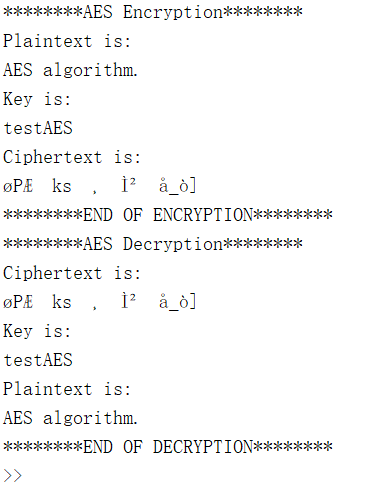 ********AES Encryption********
Plaintext is:
AES algorithm.
Key is:
testAES
Ciphertext is:
øPÆ  ks  ¸  Ì²  å_ò]
********END OF ENCRYPTION********
********AES Decryption********
Ciphertext is:
øPÆ  ks  ¸  Ì²  å_ò]
Key is:
testAES
Plaintext is:
AES algorithm.
********END OF DECRYPTION********
>>